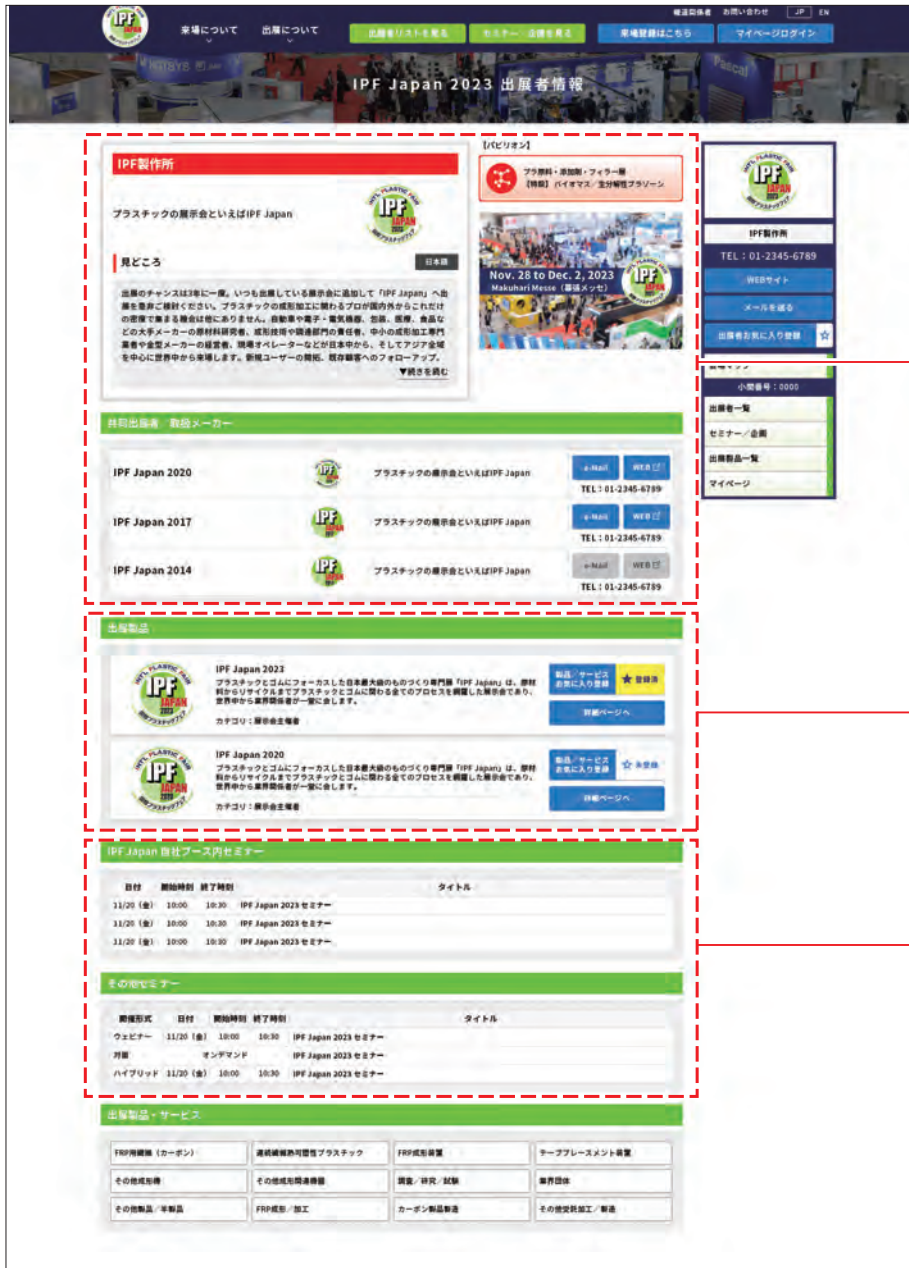 報道関係者 お問い合わせ JP EN
来場について 出展について 出展者リストを見る セミナー・企画を見る 来場登録はこちら マイページログイン
IPF Japan 2023 出展者情報
IPF製作所
プラスチックの展示会といえばIPF Japan
見どころ 日本語
出展のチャンスは3年に一度。いつも出展している展示会に追加して「IPF Japan」へ出
展を是非ご検討ください。プラスチックの成形加工に関わるプロが国内外からこれだけ
の密度で集まる機会は他にありません。自動車や電子・電気機器、包装、医療、食品な
どの大手メーカーの原材料研究者、成形技術や調達部門の責任者、中小の成形加工専門
業者や金型メーカーの経営者、現場オペレーターなどが日本中から、そしてアジア全域
を中心に世界中から来場します。新規ユーザーの開拓、既存顧客へのフォローアップ、
▼続きを読む
【パビリオン】
プラ原料・添加剤・フィラー展
【特設】バイオマス／生分解性プラゾーン
Nov. 28 to Dec. 2, 2023
Makuhari Messe（幕張メッセ）
IPF製作所
TEL：01-2345-6789
WEBサイト
メールを送る
出展者お気に入り登録
会場マップ
小間番号：0000
出展者一覧
セミナー／企画
出展製品一覧
マイページ
共同出展者／取扱メーカー
IPF Japan 2020 プラスチックの展示会といえばIPF Japan e-Mail WEB
TEL：01-2345-6789
IPF Japan 2017 プラスチックの展示会といえばIPF Japan e-Mail WEB
TEL：01-2345-6789
IPF Japan 2014 プラスチックの展示会といえばIPF Japan e-Mail WEB
TEL：01-2345-6789
出展製品
IPF Japan 2023
プラスチックとゴムにフォーカスした日本最大級のものづくり専門展「IPF Japan」は、原材
料からリサイクルまでプラスチックとゴムに関わる全てのプロセスを網羅した展示会であり、
世界中から業界関係者が一堂に会します。
カテゴリ：展示会主催者
製品／サービス
お気に入り登録 ★ 登録済
詳細ページへ
IPF Japan 2020
プラスチックとゴムにフォーカスした日本最大級のものづくり専門展「IPF Japan」は、原材
料からリサイクルまでプラスチックとゴムに関わる全てのプロセスを網羅した展示会であり、
世界中から業界関係者が一堂に会します。
カテゴリ：展示会主催者
製品／サービス
お気に入り登録 ☆ 未登録
詳細ページへ
IPF Japan 自社ブース内セミナー
日付 開始時刻 終了時刻 タイトル
11/20（金） 10:00 10:30 IPF Japan 2023 セミナー
11/20（金） 10:00 10:30 IPF Japan 2023 セミナー
11/20（金） 10:00 10:30 IPF Japan 2023 セミナー
その他セミナー
開催形式 日付 開始時刻 終了時刻 タイトル
ウェビナー 11/20（金） 10:00 10:30 IPF Japan 2023 セミナー
対面 オンデマンド IPF Japan 2023 セミナー
ハイブリッド 11/20（金） 10:00 10:30 IPF Japan 2023 セミナー
出展製品・サービス
FRP用繊維（カーボン） 連続繊維熱可塑性プラスチック FRP成形装置 テーププレースメント装置
その他成形機 その他成形関連機器 調査／研究／試験 業界団体
その他製品／半製品 FRP成形／加工 カーボン製品製造 その他受託加工／製造